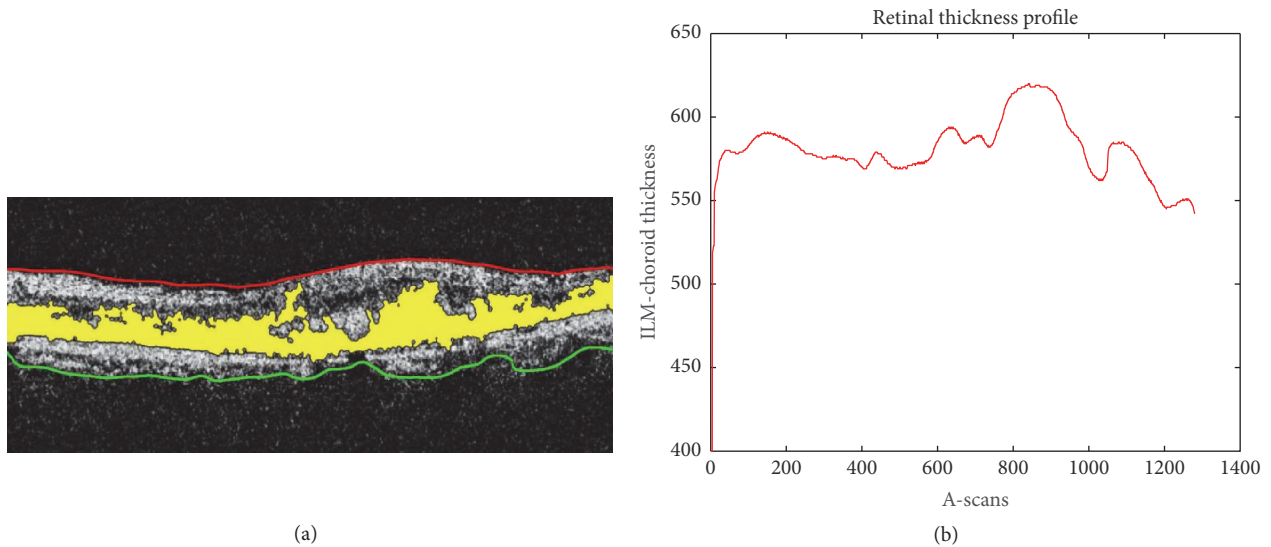 Retinal thickness profile
650
600
550
500
450
400
ILM-choroid thickness
0 200 400 600 800 1000 1200 1400
A-scans
(a)
(b)